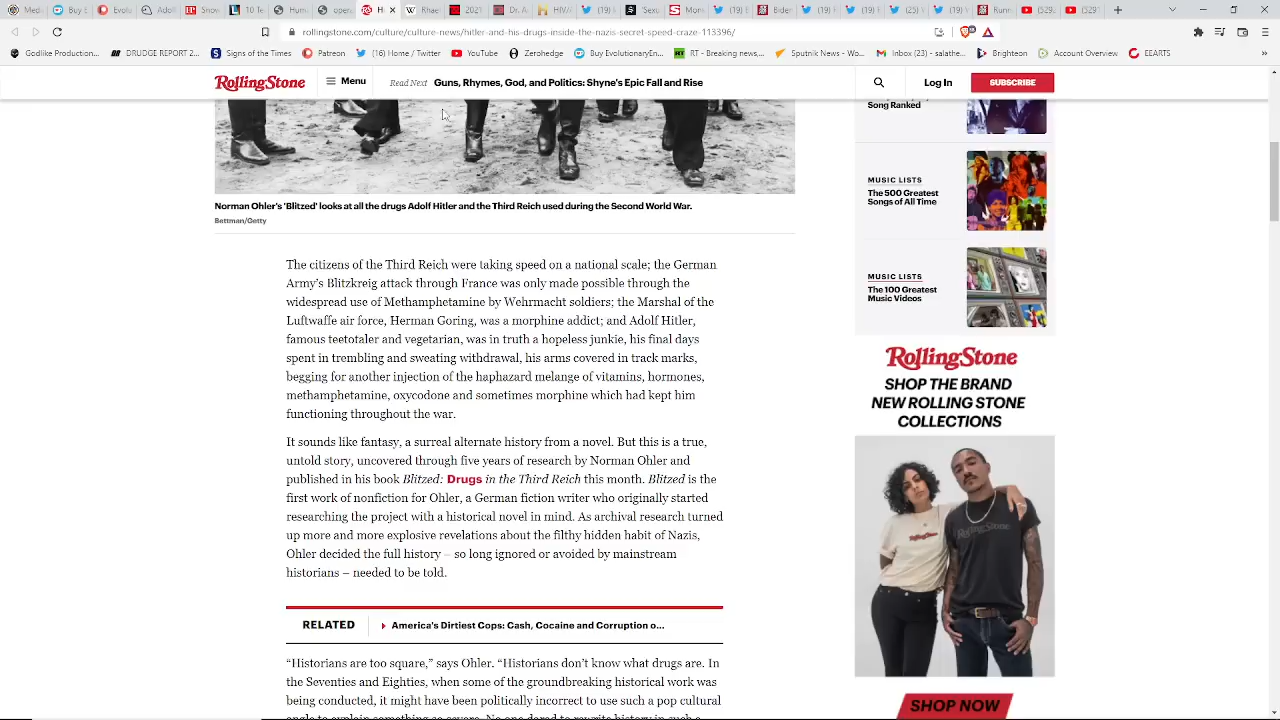 Godlike Production...
DRUDGE REPORT 2...
Signs of the Times
Patreon
(16) Home / Twitter
YouTube
Buy EvolutionyEn...
RT - Breaking ne...
Sputnik News - Wo...
Inbox (23) - salathe...
Brighteon
Account Overview...
EEARTS
rollingstone.com/culture/culture-news/hitler-and-his-drugs-inside-the-nazis-secret-speed-craze-113396/
RollingStone
Menu
Read Next Guns, Rhymes, God, and Politics: Shyne's Epic Fall and Rise
Log In
SUBSCRIBE
Norman Ohler's 'Blitzed' looks at all the drugs Adolf Hitler and the Third Reich used during the Second World War.
Bettman/Getty
The citizens of the Third Reich were taking speed on a national scale; the German
Army's Blitzkreig attack through France was only made possible through the
widespread use of Methamphetamine by Wehrmacht soldiers; the Marshal of the
Luftwaffe air force, Herman Goring, was a morphine addict; and Adolf Hitler,
famed teetotaler and vegetarian, was in truth a hopeless junkie, his final days
spent in trembling and sweating withdrawal, his arms covered in track marks,
begging for another injection of the haphazard melange of vitamins, hormones,
methamphetamine, oxycodone and sometimes cocaine which had kept him
functioning throughout the war.
It sounds like fantasy, a surreal alternate history from a novel. But this is a true,
untold story, uncovered through five years of research by Norman Ohler and
published in his book Blitzed: Drugs in the Third Reich this month. Blitzed is the
first work of nonfiction for Ohler, a German fiction writer who originally started
researching the project with a historical novel in mind. As archival research turned
up more and more explosive revelations about the hidden habit of Nazis,
Ohler decided the full history – so long ignored or avoided by mainstream
historians – needed to be told.
RELATED
America's Dirtiest Cops: Cash, Cocaine and Corruption o...
“Historians are too square,” says Ohler. “Historians don't know what drugs are. In
the Seventies and Eighties, when some of the groundbreaking historical work was
being conducted, it might have been politically incorrect to use such a pop cultural
Song Ranked
MUSIC LISTS
The 500 Greatest
Songs of All Time
MUSIC LISTS
The 100 Greatest
Music Videos
RollingStone
SHOP THE BRAND
NEW ROLLING STONE
COLLECTIONS
RollingStone
SHOP NOW